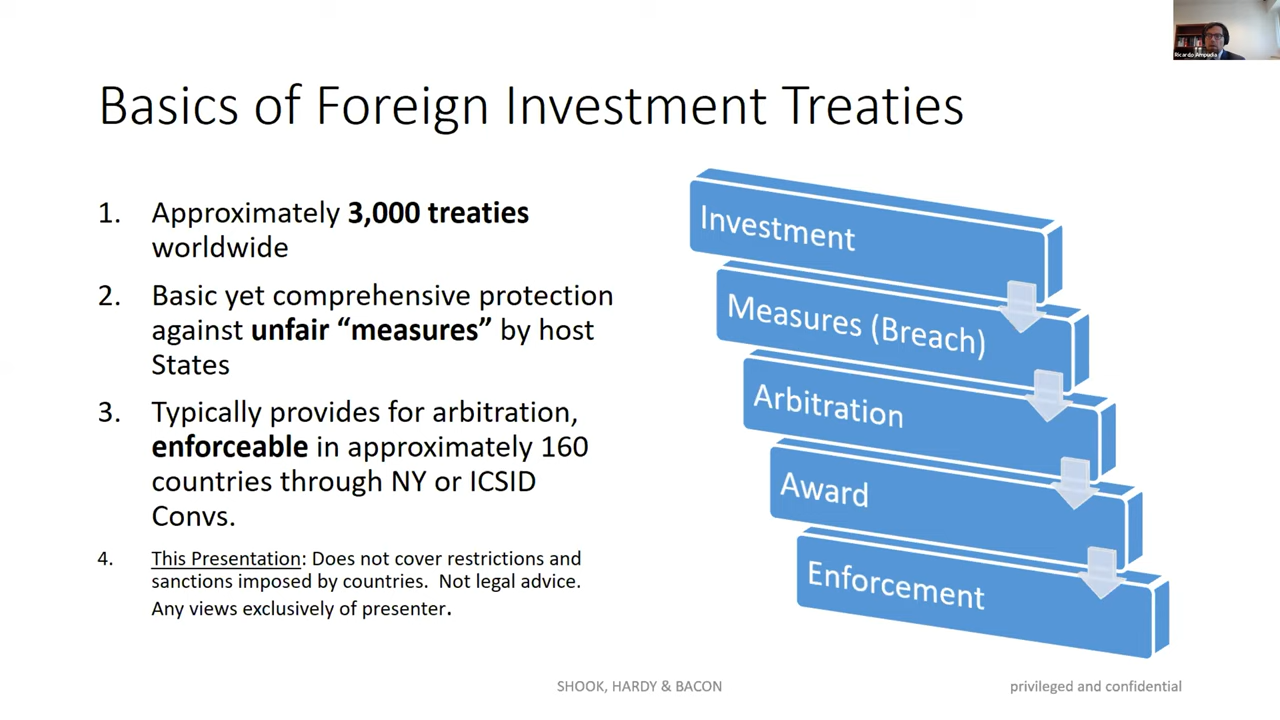 Ricardo Ampudia
Basics of Foreign Investment Treaties
1. Approximately 3,000 treaties
worldwide
2. Basic yet comprehensive protection
against unfair “measures” by host
States
3. Typically provides for arbitration,
enforceable in approximately 160
countries through NY or ICSID
Convs.
4. This Presentation: Does not cover restrictions and
sanctions imposed by countries. Not legal advice.
Any views exclusively of presenter.
Investment
Measures (Breach)
Arbitration
Award
Enforcement
SHOOK, HARDY & BACON
privileged and confidential